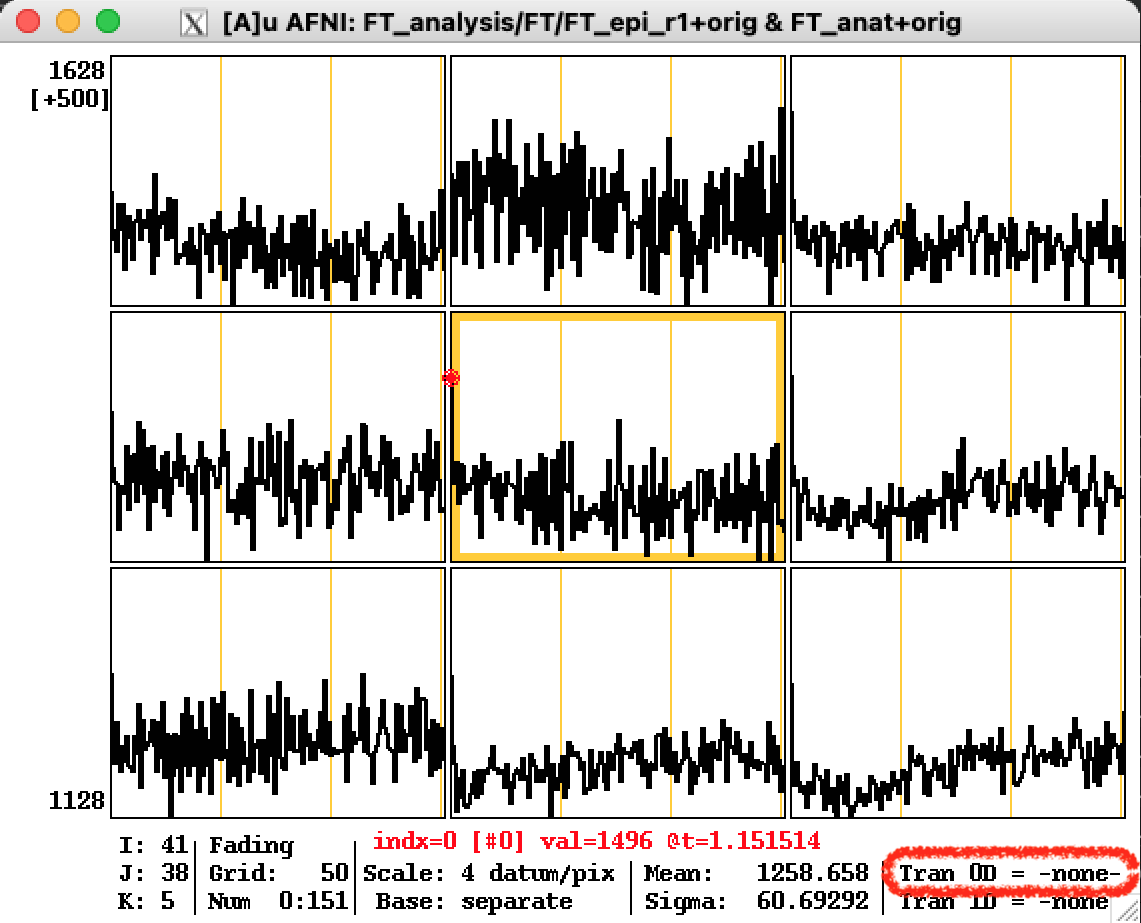 [A]u AFNI: FT_analysis/FT/FT_epi_r1+orig & FT_anat+orig
1628
[+500]
1128
indx=0 [#0] val=1496 @t=1.151514
I: 41 Fading
J: 38 Grid: 50 Scale: 4 datum/pix Mean: 1258.658 Tran 0D = -none-
K: 5 Num 0:151 Base: separate Sigma: 60.69292 Tran 1D = -none